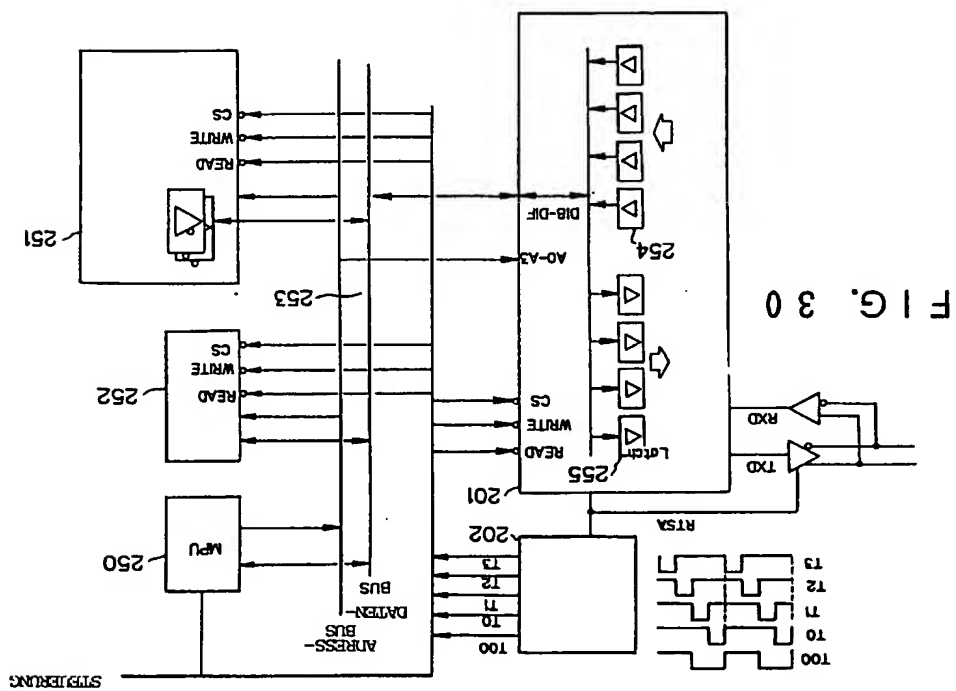 STEUERUNG
T00
T0
T1
T2
T3
T00
T0
T1
T2
T3
ADRESS-
BUS
DATEN-
BUS
MPU
250
202
RTSA
201
TXD
RXD
255
Latch
READ
WRITE
CS
READ
WRITE
CS
252
FIG. 30
253
A0-A3
254
DIB-DIF
251
READ
WRITE
CS